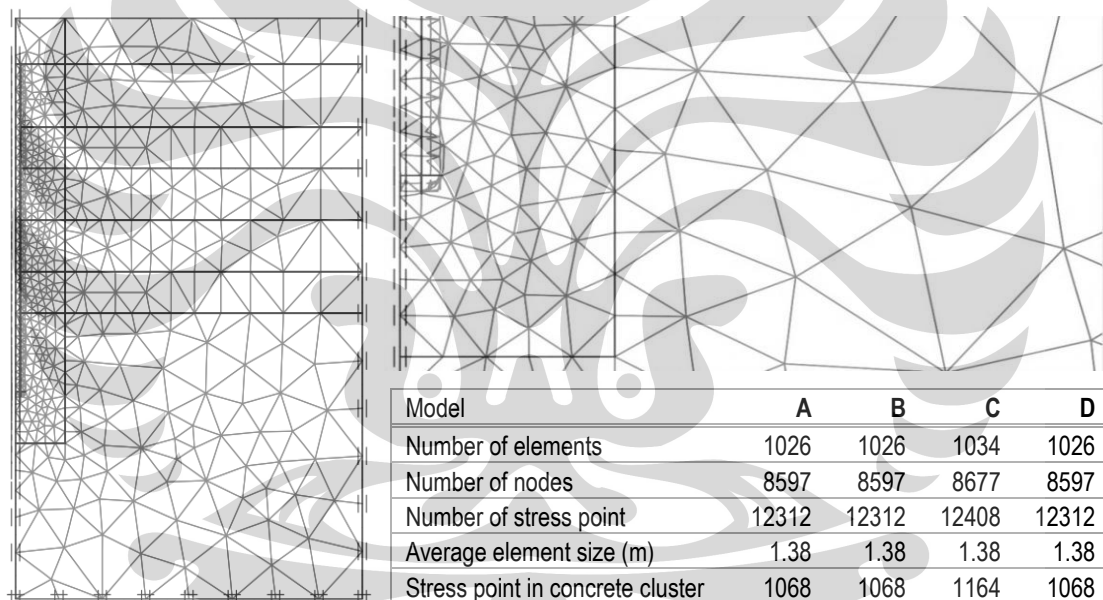 Model A B C D
Number of elements 1026 1026 1034 1026
Number of nodes 8597 8597 8677 8597
Number of stress point 12312 12312 12408 12312
Average element size (m) 1.38 1.38 1.38 1.38
Stress point in concrete cluster 1068 1068 1164 1068